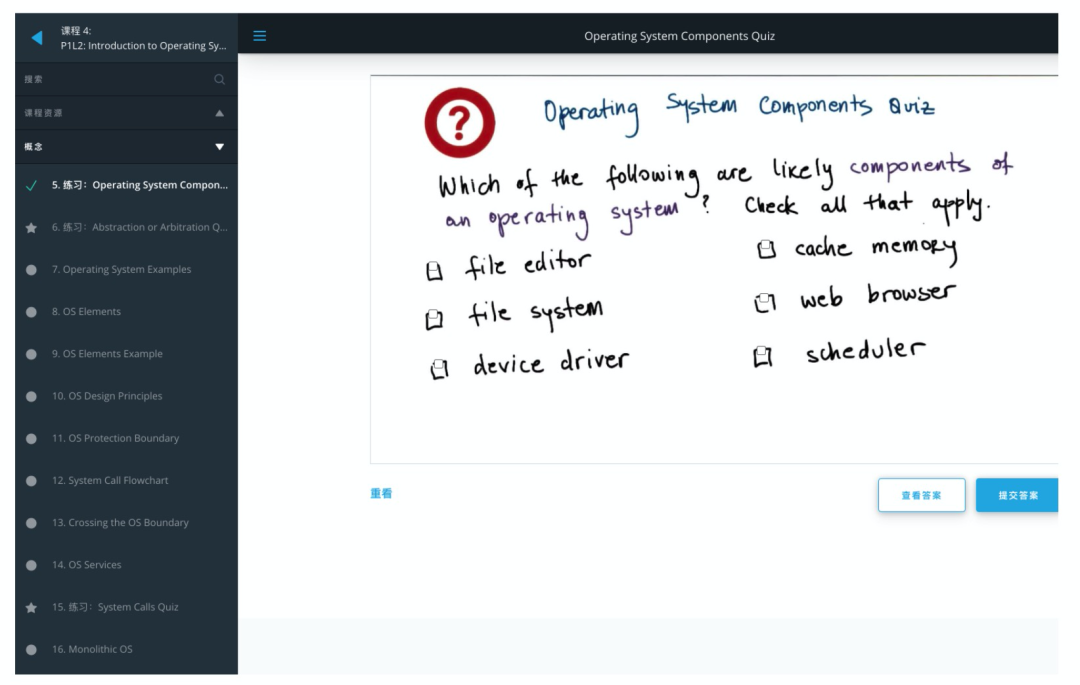 课程 4:
P1L2: Introduction to Operating Sy...
搜索
课程资源
概念
5. 练习：Operating System Compon...
6. 练习：Abstraction or Arbitration Q...
7. Operating System Examples
8. OS Elements
9. OS Elements Example
10. OS Design Principles
11. OS Protection Boundary
12. System Call Flowchart
13. Crossing the OS Boundary
14. OS Services
15. 练习：System Calls Quiz
16. Monolithic OS
Operating System Components Quiz
?
Operating System Components Quiz
Which of the following are likely components of
an operating system? Check all that apply.
file editor
file system
device driver
cache memory
web browser
scheduler
重看
查看答案
提交答案